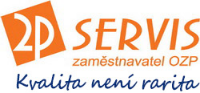 2P SERVIS
zaměstnavatel OZP
Kvalita není rarita